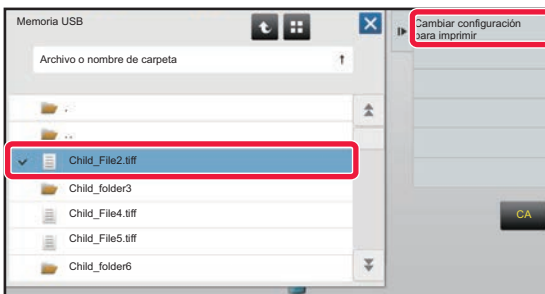 Memoria USB
Cambiar configuración
para imprimir
Archivo o nombre de carpeta
.
..
Child_File2.tiff
Child_folder3
Child_File4.tiff
Child_File5.tiff
Child_folder6
CA